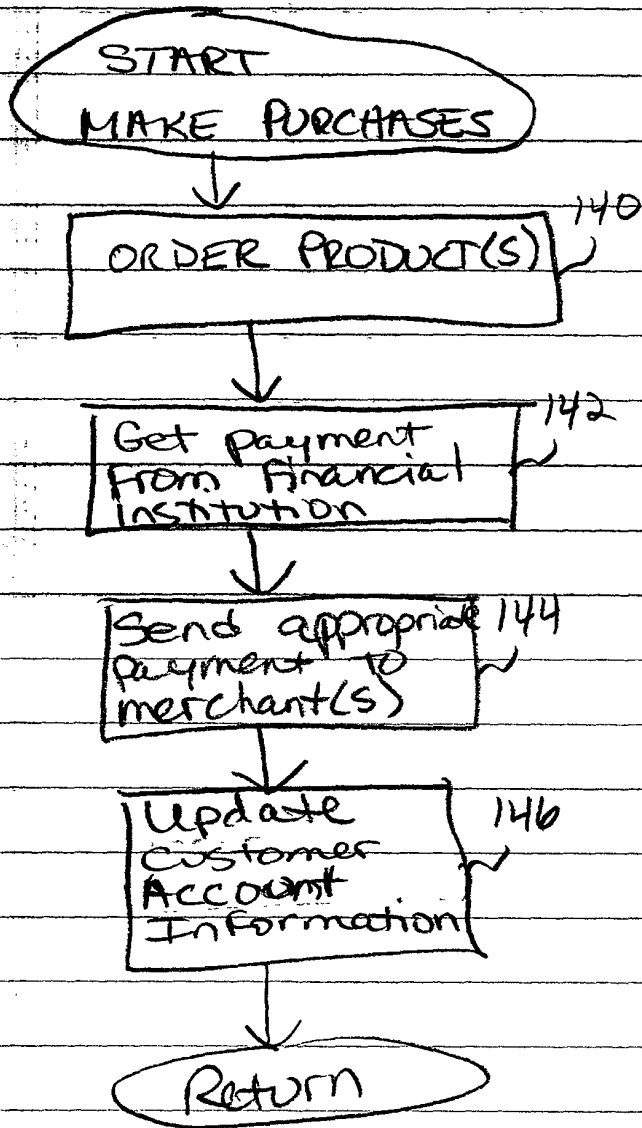 START
MAKE PURCHASES
140
ORDER PRODUCT(S)
142
Get payment
from financial
institution
Send appropriate 144
payment to
merchant(s)
Update 146
customer
Account
Information
Return